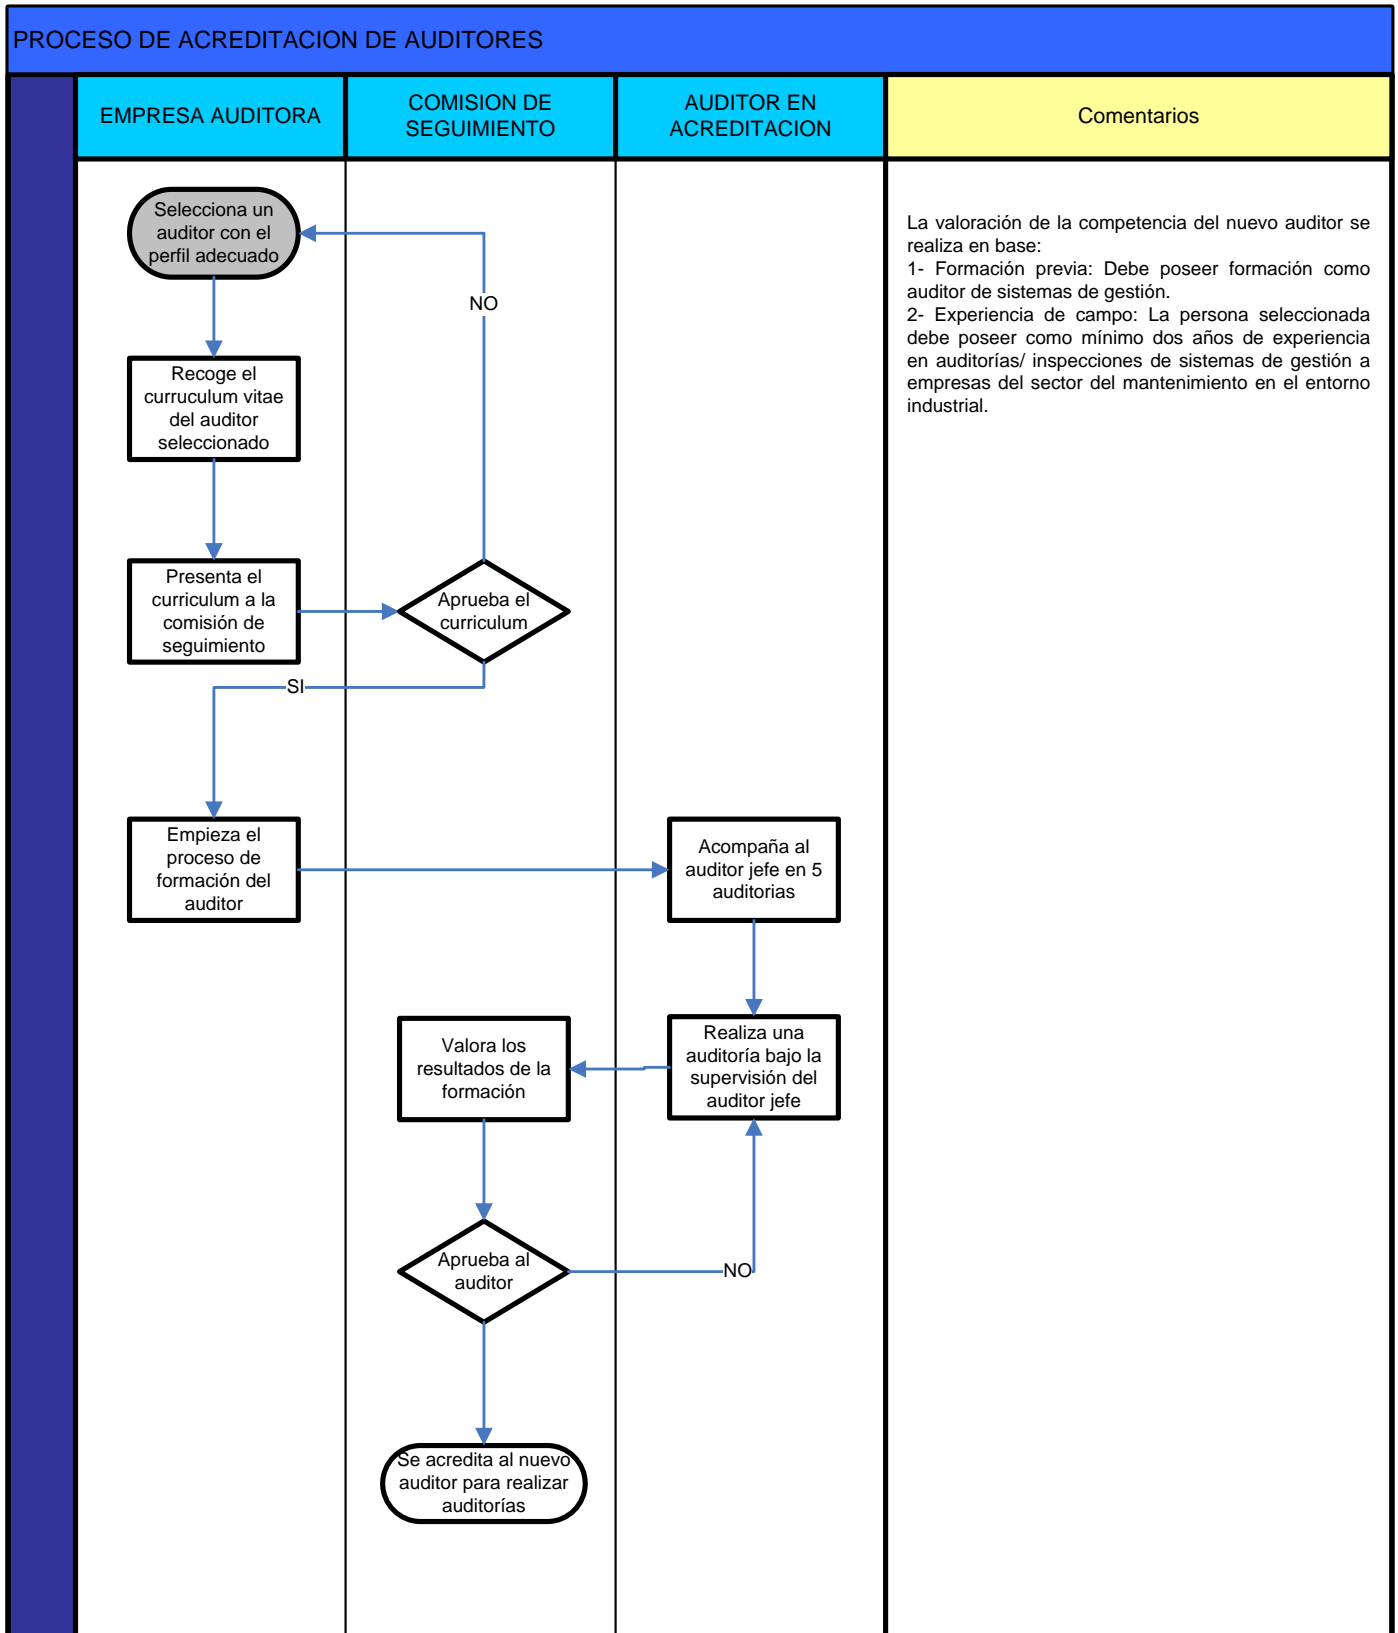 PROCESO DE ACREDITACION DE AUDITORES
EMPRESA AUDITORA
COMISION DE
SEGUIMIENTO
AUDITOR EN
ACREDITACION
Comentarios
Selecciona un
auditor con el
perfil adecuado
NO
Recoge el
curruculum vitae
del auditor
seleccionado
Presenta el
curriculum a la
comisión de
seguimiento
Aprueba el
curriculum
SI
Empieza el
proceso de
formación del
auditor
Acompaña al
auditor jefe en 5
auditorias
Realiza una
auditoría bajo la
supervisión del
auditor jefe
Valora los
resultados de la
formación
Aprueba al
auditor
NO
Se acredita al nuevo
auditor para realizar
auditorías
La valoración de la competencia del nuevo auditor se
realiza en base:
1- Formación previa: Debe poseer formación como
auditor de sistemas de gestión.
2- Experiencia de campo: La persona seleccionada
debe poseer como mínimo dos años de experiencia
en auditorías/ inspecciones de sistemas de gestión a
empresas del sector del mantenimiento en el entorno
industrial.